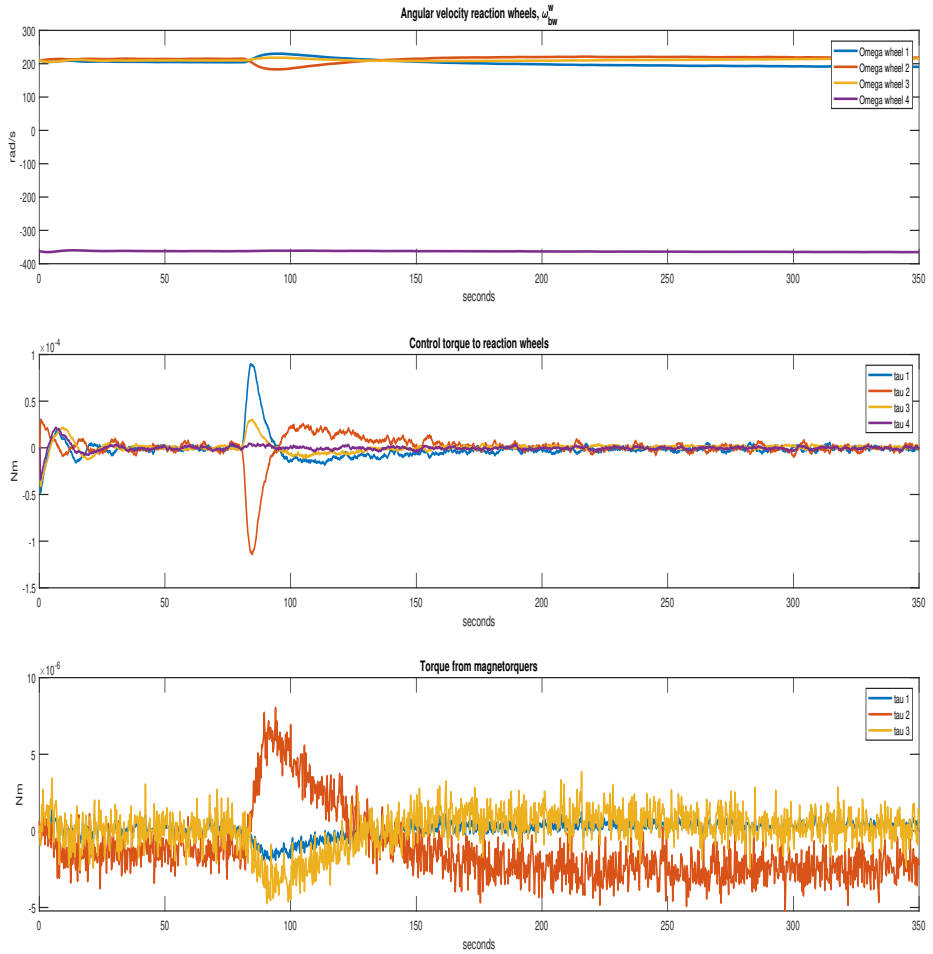 Angular velocity reaction wheels, ω^w_bw
300
200
100
0
-100
-200
-300
-400
rad/s
Omega wheel 1
Omega wheel 2
Omega wheel 3
Omega wheel 4
0 50 100 150 200 250 300 350
seconds
×10^-4
Control torque to reaction wheels
1
0.5
0
-0.5
-1
-1.5
Nm
tau 1
tau 2
tau 3
tau 4
0 50 100 150 200 250 300 350
seconds
×10^-6
Torque from magnetorquers
10
5
0
-5
Nm
tau 1
tau 2
tau 3
0 50 100 150 200 250 300 350
seconds